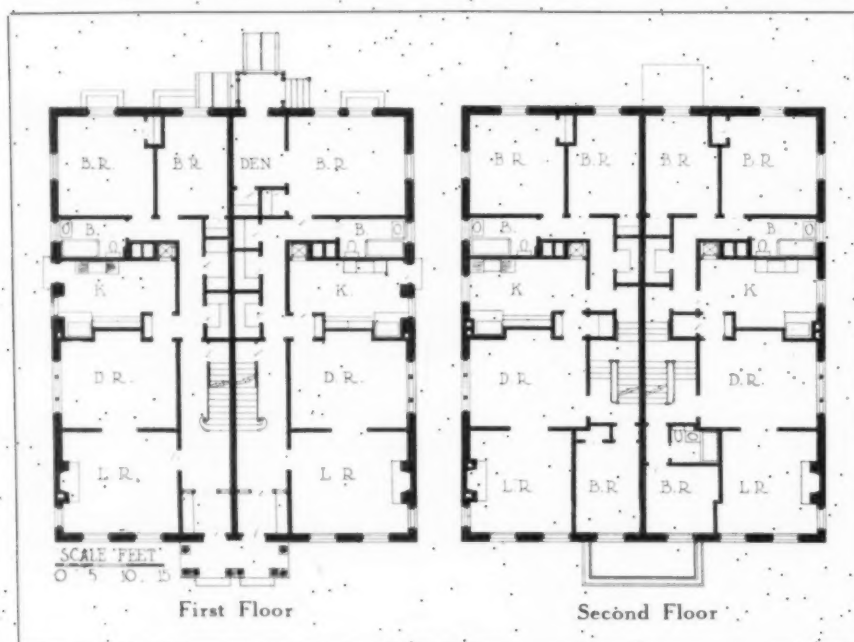 B.R. B.R. DEN B.R.
B. B.
K K.
D.R. D.R.
L.R. L.R
SCALE "FEET"
0 5 10 15
First Floor
B R B.R. B.R B.R.
B. B.
K K
D.R. D.R.
L.R B.R B.R L.R
Second Floor